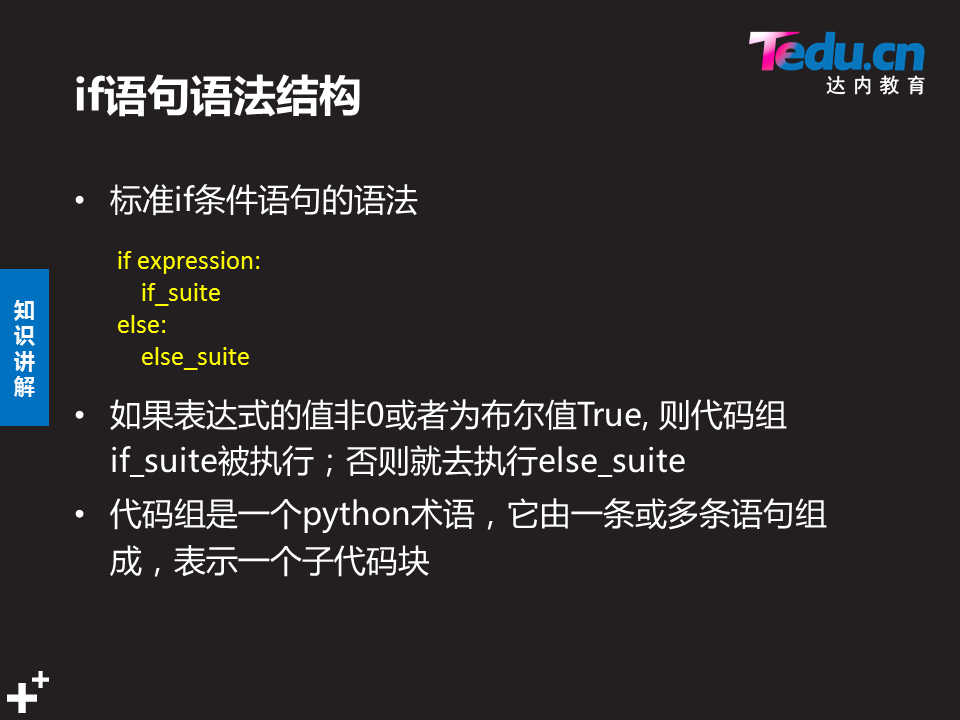 Tedu.cn
达内教育
if语句语法结构
• 标准if条件语句的语法
if expression:
    if_suite
else:
    else_suite
知识讲解
• 如果表达式的值非0或者为布尔值True, 则代码组
if_suite被执行；否则就去执行else_suite
• 代码组是一个python术语，它由一条或多条语句组
成，表示一个子代码块